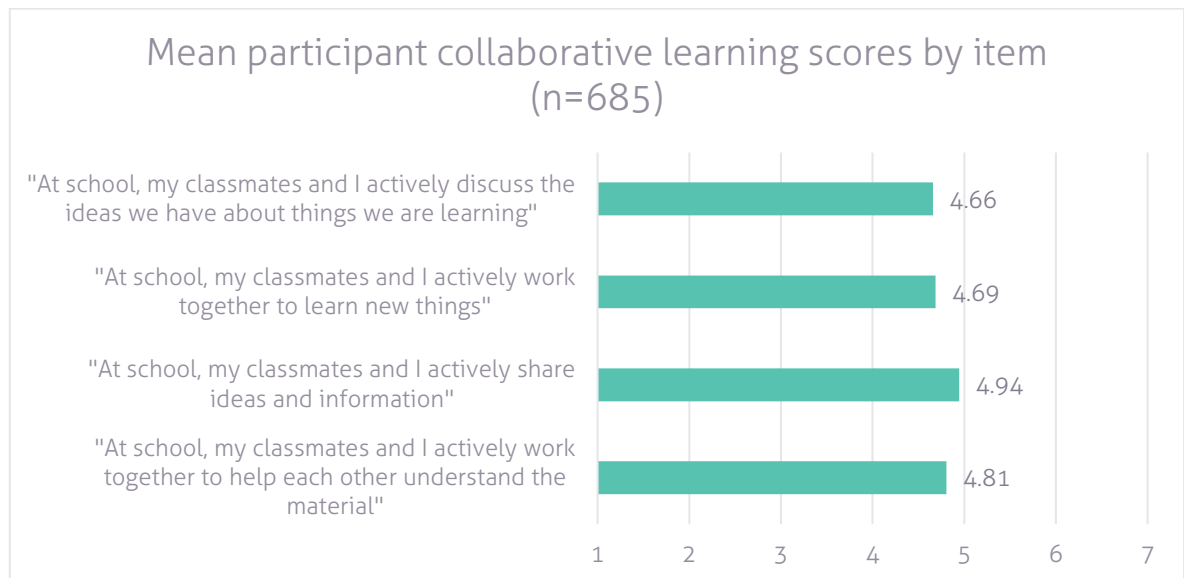 Mean participant collaborative learning scores by item
(n=685)
"At school, my classmates and I actively discuss the
ideas we have about things we are learning"
4.66
"At school, my classmates and I actively work
together to learn new things"
4.69
"At school, my classmates and I actively share
ideas and information"
4.94
"At school, my classmates and I actively work
together to help each other understand the
material"
4.81
1 2 3 4 5 6 7